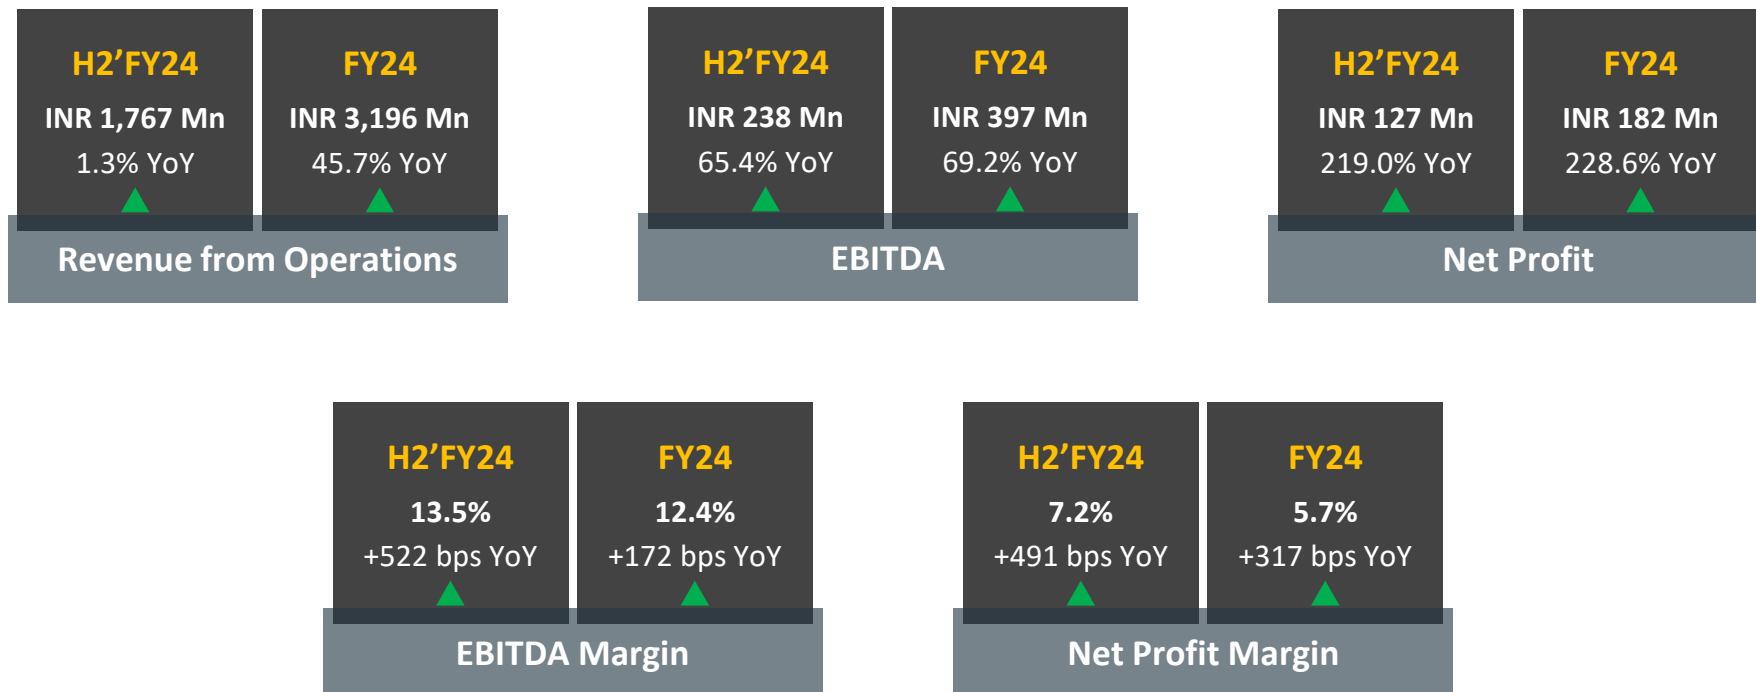 H2’FY24
INR 1,767 Mn
1.3% YoY
FY24
INR 3,196 Mn
45.7% YoY
Revenue from Operations
H2’FY24
INR 238 Mn
65.4% YoY
FY24
INR 397 Mn
69.2% YoY
EBITDA
H2’FY24
INR 127 Mn
219.0% YoY
FY24
INR 182 Mn
228.6% YoY
Net Profit
H2’FY24
13.5%
+522 bps YoY
FY24
12.4%
+172 bps YoY
EBITDA Margin
H2’FY24
7.2%
+491 bps YoY
FY24
5.7%
+317 bps YoY
Net Profit Margin